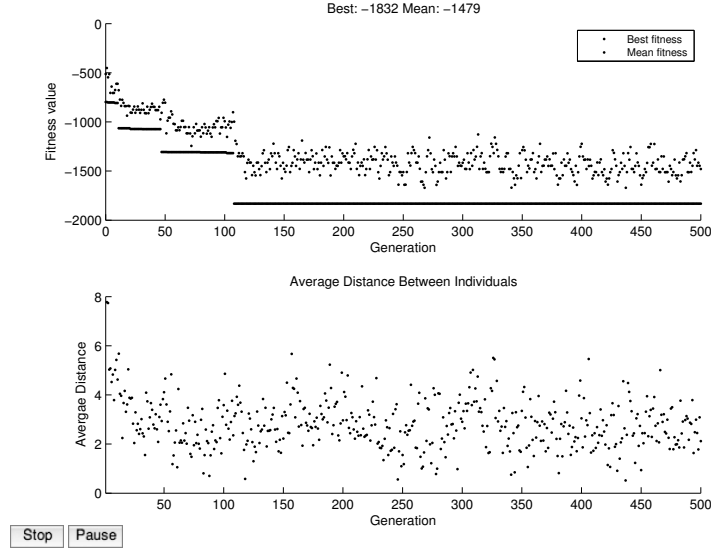 Best: −1832 Mean: −1479
0
−500
−1000
−1500
−2000
Fitness value
Best fitness
Mean fitness
0 50 100 150 200 250 300 350 400 450 500
Generation
Average Distance Between Individuals
8
6
4
2
0
Avergae Distance
50 100 150 200 250 300 350 400 450 500
Generation
Stop Pause